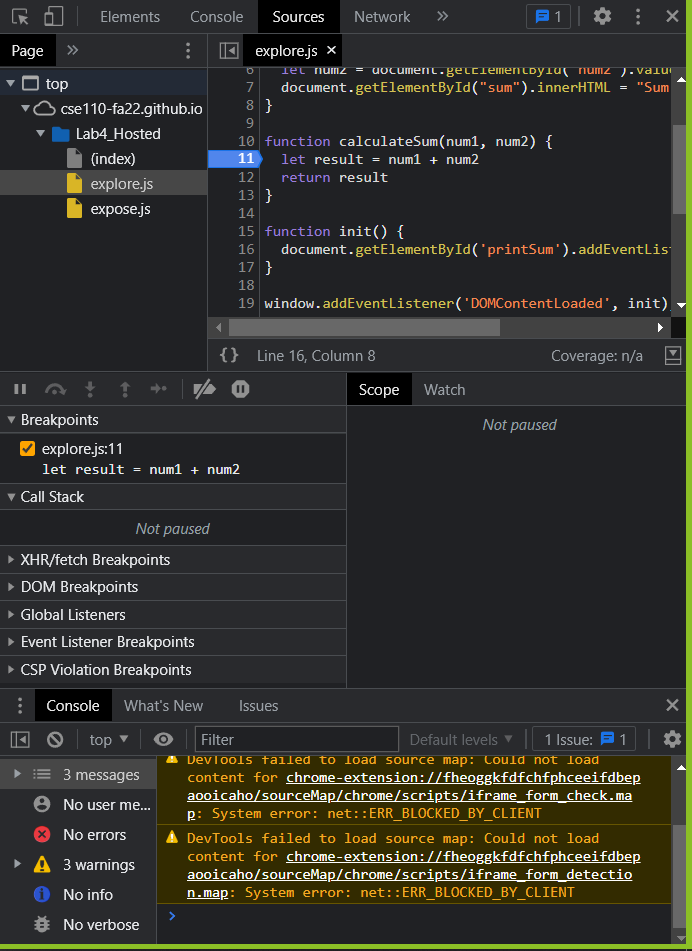 Elements Console Sources Network 1
Page
explore.js
top
cse110-fa22.github.io
Lab4_Hosted
(index)
explore.js
expose.js
6 let num2 = document.getElementById('num2').valu
7 document.getElementById("sum").innerHTML = "Sum
8 }
9
10 function calculateSum(num1, num2) {
11 let result = num1 + num2
12 return result
13 }
14
15 function init() {
16 document.getElementById('printSum').addEventLis
17 }
18
19 window.addEventListener('DOMContentLoaded', init)
{} Line 16, Column 8 Coverage: n/a
Breakpoints
explore.js:11
let result = num1 + num2
Call Stack
Not paused
XHR/fetch Breakpoints
DOM Breakpoints
Global Listeners
Event Listener Breakpoints
CSP Violation Breakpoints
Scope Watch
Not paused
Console What's New Issues
top Filter Default levels 1 Issue: 1
3 messages
No user me...
No errors
3 warnings
No info
No verbose
DevTools failed to load source map: Could not load
content for chrome-extension://fheoggkfdfchfphceeifdbep
aooicaho/sourceMap/chrome/scripts/iframe_form_check.ma
p: System error: net::ERR_BLOCKED_BY_CLIENT
DevTools failed to load source map: Could not load
content for chrome-extension://fheoggkfdfchfphceeifdbep
aooicaho/sourceMap/chrome/scripts/iframe_form_detectio
n.map: System error: net::ERR_BLOCKED_BY_CLIENT